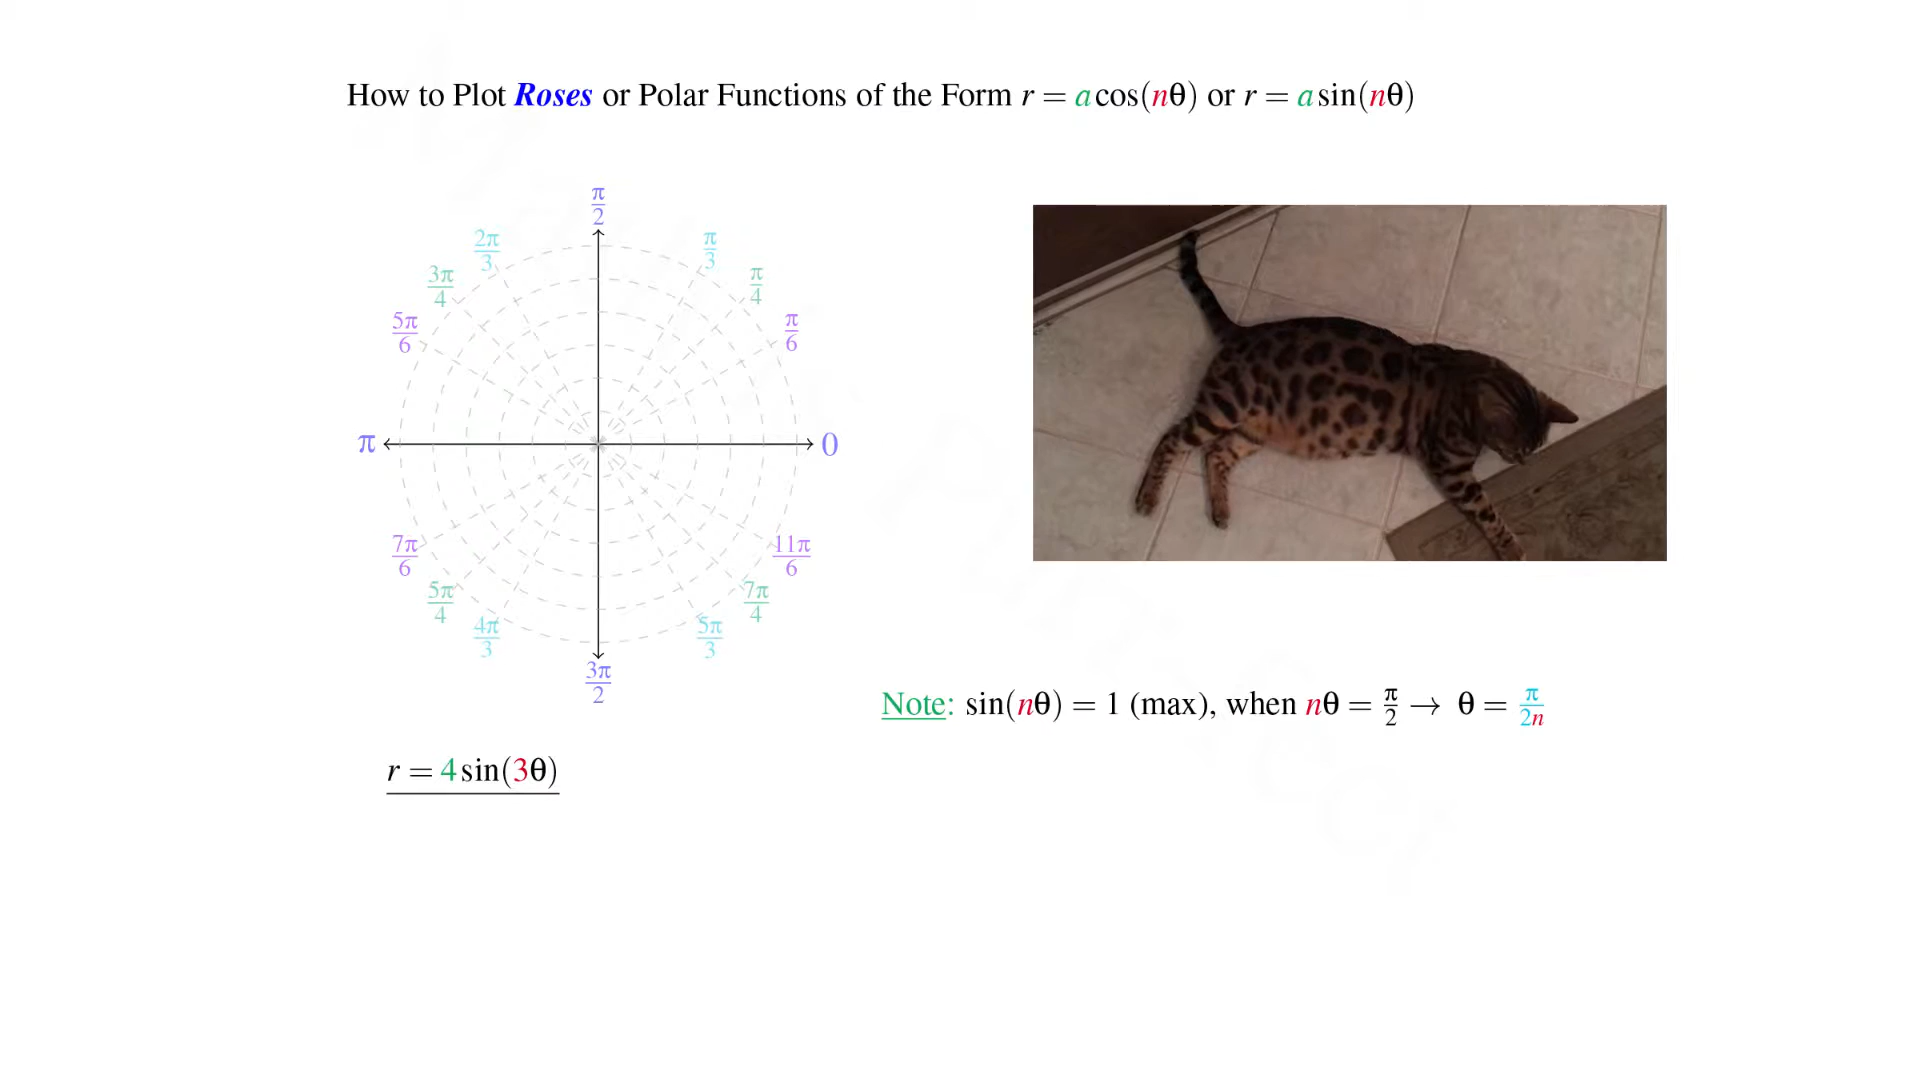 How to Plot Roses or Polar Functions of the Form r = a cos(nθ) or r = a sin(nθ)
π/2
2π/3
π/3
3π/4
π/4
5π/6
π/6
π
0
7π/6
11π/6
5π/4
7π/4
4π/3
5π/3
3π/2
Note: sin(nθ) = 1 (max), when nθ = π/2 → θ = π/2n
r = 4 sin(3θ)